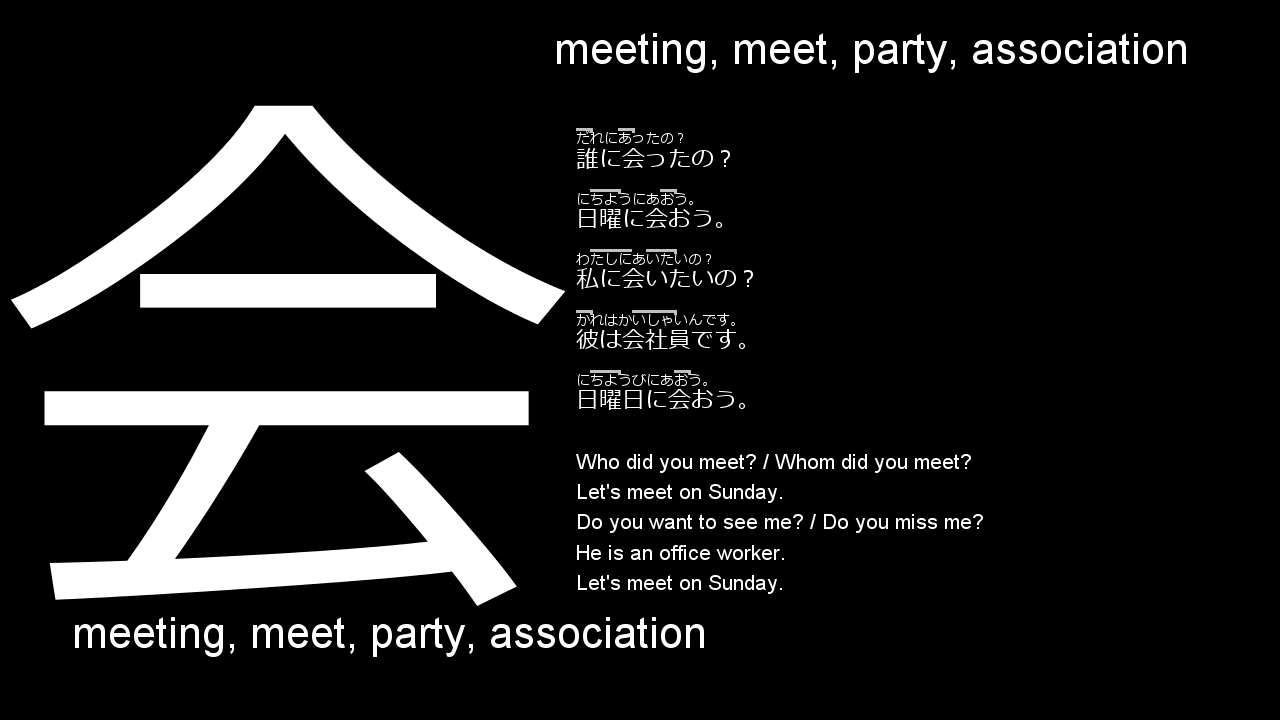 meeting, meet, party, association
会
だれにあったの？
誰に会ったの？
にちようにあおう。
日曜に会おう。
わたしにあいたいの？
私に会いたいの？
かれはかいしゃいんです。
彼は会社員です。
にちようびにあおう。
日曜日に会おう。
Who did you meet? / Whom did you meet?
Let's meet on Sunday.
Do you want to see me? / Do you miss me?
He is an office worker.
Let's meet on Sunday.
meeting, meet, party, association